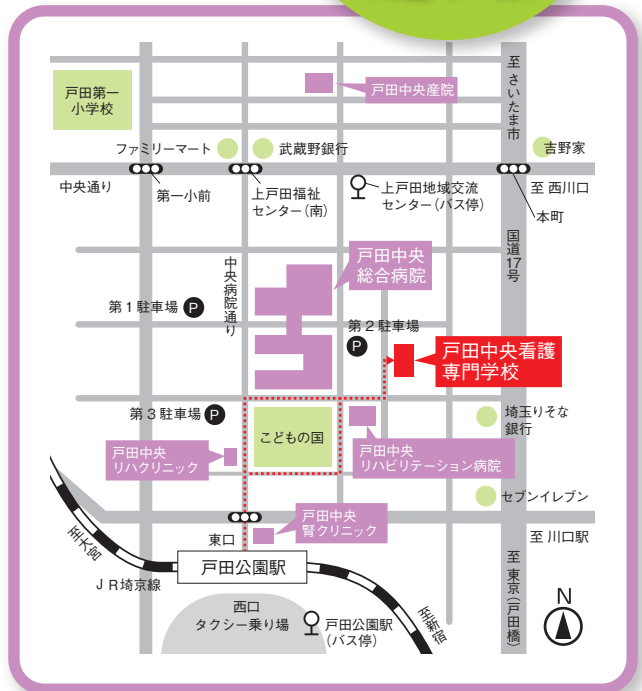 戸田第一
小学校
戸田中央産院
至 さいたま市
ファミリーマート
武蔵野銀行
吉野家
中央通り
第一小前
上戸田福祉
センター(南)
上戸田地域交流
センター(バス停)
本町
至 西川口
国道17号
中央病院通り
戸田中央
総合病院
第1駐車場 P
第2駐車場
P
戸田中央看護
専門学校
第3駐車場 P
こどもの国
戸田中央
リハクリニック
戸田中央
リハビリテーション病院
埼玉りそな
銀行
セブンイレブン
戸田中央
腎クリニック
東口
至 川口駅
至大宮
戸田公園駅
JR埼京線
西口
タクシー乗り場
戸田公園駅
(バス停)
至新宿
至 東京(戸田橋)
N